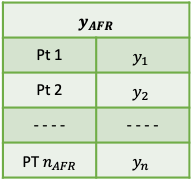 y_AFR
Pt 1 y_1
Pt 2 y_2
---- ----
PT n_AFR y_n